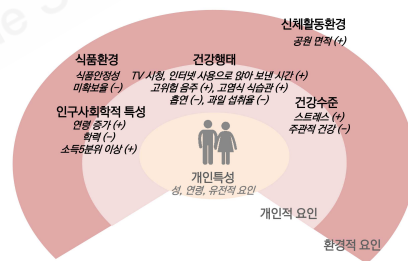 신체활동환경
공원 면적 (+)
식품환경
식품안정성
미확보율 (–)
건강행태
TV 시청, 인터넷 사용으로 앉아 보낸 시간 (+)
고위험 음주 (+), 고염식 식습관 (+)
흡연 (–), 과일 섭취율 (–)
인구사회학적 특성
연령 증가 (+)
학력 (–)
소득5분위 이상 (+)
건강수준
스트레스 (+)
주관적 건강 (–)
개인특성
성, 연령, 유전적 요인
개인적 요인
환경적 요인